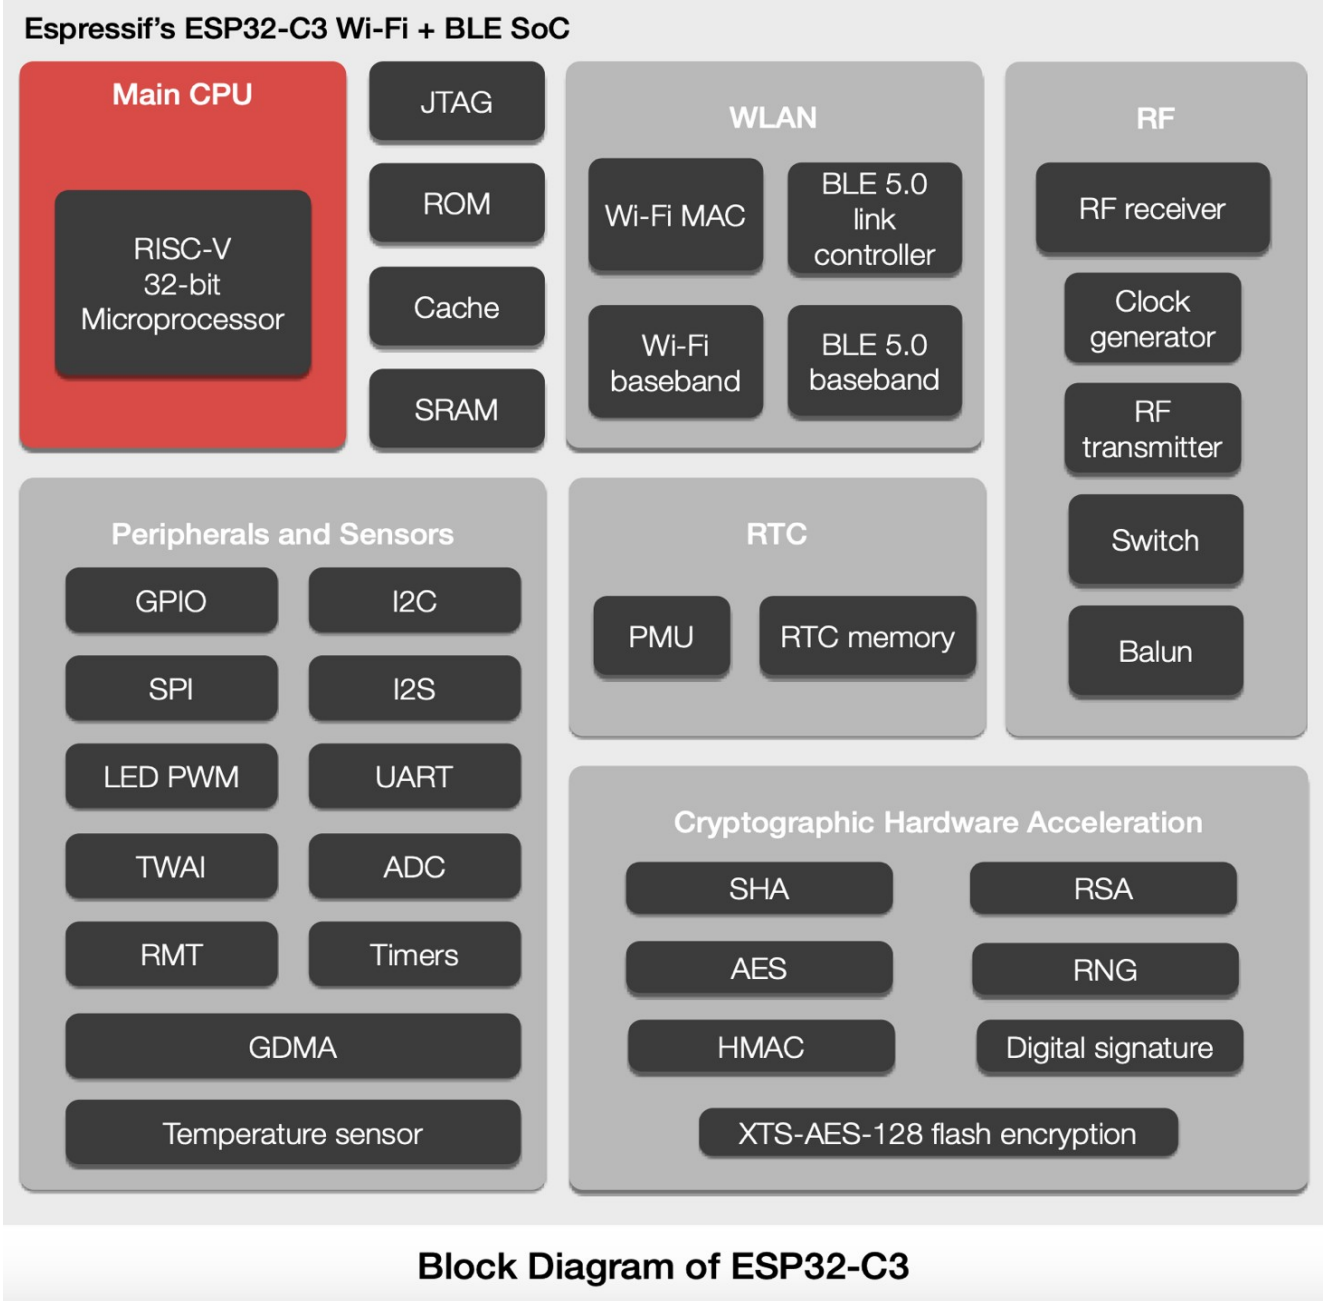 Espressif’s ESP32-C3 Wi-Fi + BLE SoC
Main CPU
RISC-V
32-bit
Microprocessor
JTAG
ROM
Cache
SRAM
WLAN
Wi-Fi MAC
BLE 5.0
link
controller
Wi-Fi
baseband
BLE 5.0
baseband
RF
RF receiver
Clock
generator
RF
transmitter
Switch
Balun
Peripherals and Sensors
GPIO
I2C
SPI
I2S
LED PWM
UART
TWAI
ADC
RMT
Timers
GDMA
Temperature sensor
RTC
PMU
RTC memory
Cryptographic Hardware Acceleration
SHA
RSA
AES
RNG
HMAC
Digital signature
XTS-AES-128 flash encryption
Block Diagram of ESP32-C3